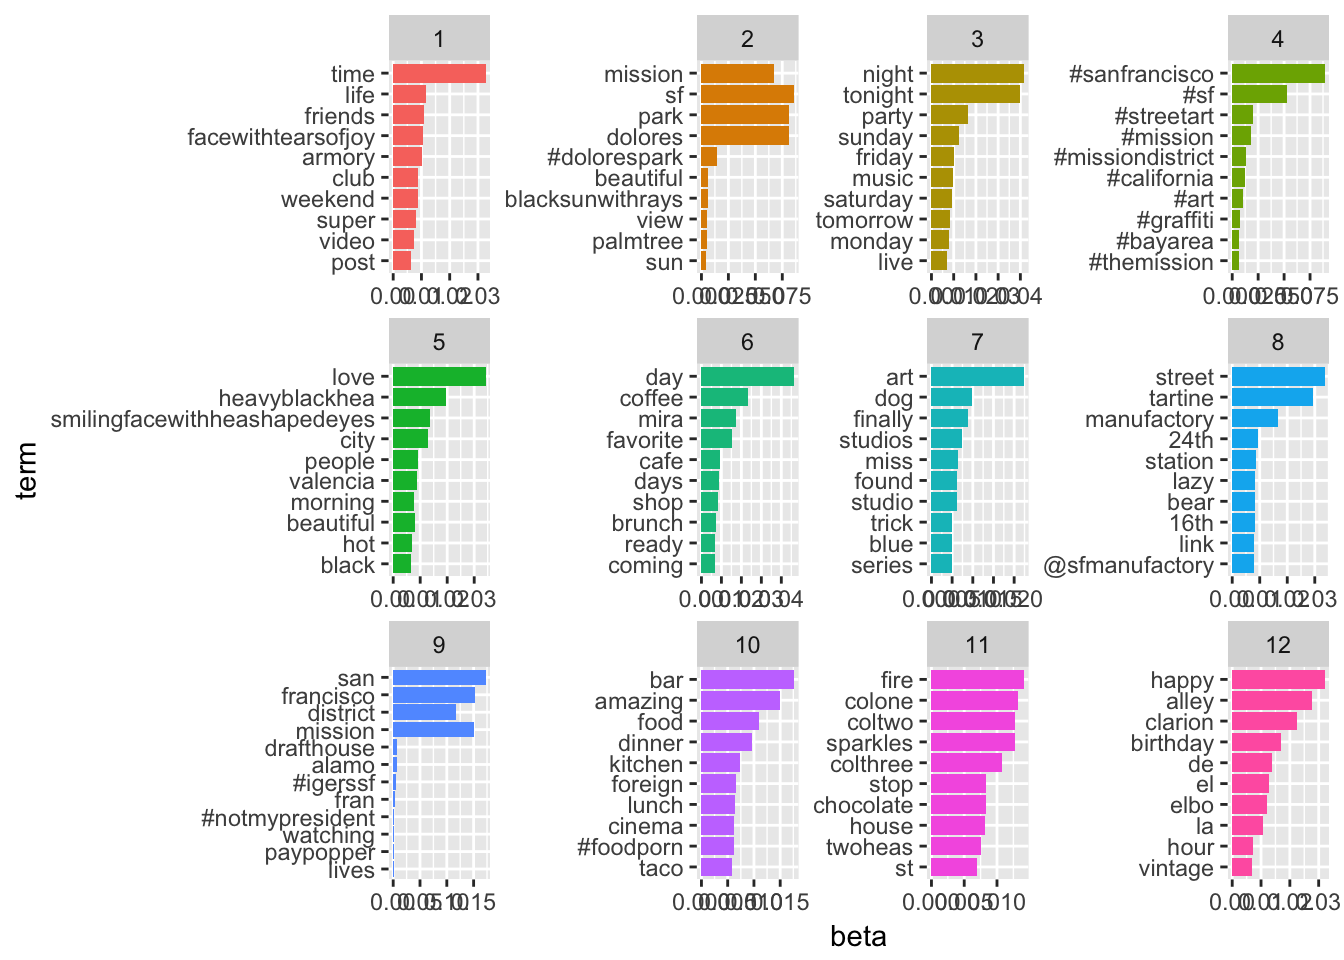 1
time
life
friends
facewithtearsofjoy
armory
club
weekend
super
video
post
2
mission
sf
park
dolores
#dolorespark
beautiful
blacksunwithrays
view
palmtree
sun
3
night
tonight
party
sunday
friday
music
saturday
tomorrow
monday
live
4
#sanfrancisco
#sf
#streetart
#mission
#missiondistrict
#california
#art
#graffiti
#bayarea
#themission
5
love
heavyblackhea
smilingfacewithheashapedeyes
city
people
valencia
morning
beautiful
hot
black
6
day
coffee
mira
favorite
cafe
days
shop
brunch
ready
coming
7
art
dog
finally
studios
miss
found
studio
trick
blue
series
8
street
tartine
manufactory
24th
station
lazy
bear
16th
link
@sfmanufactory
9
san
francisco
district
mission
drafthouse
alamo
#igerssf
fran
#notmypresident
watching
paypopper
lives
10
bar
amazing
food
dinner
kitchen
foreign
lunch
cinema
#foodporn
taco
11
fire
colone
coltwo
sparkles
colthree
stop
chocolate
house
twoheas
st
12
happy
alley
clarion
birthday
de
el
elbo
la
hour
vintage
term
beta